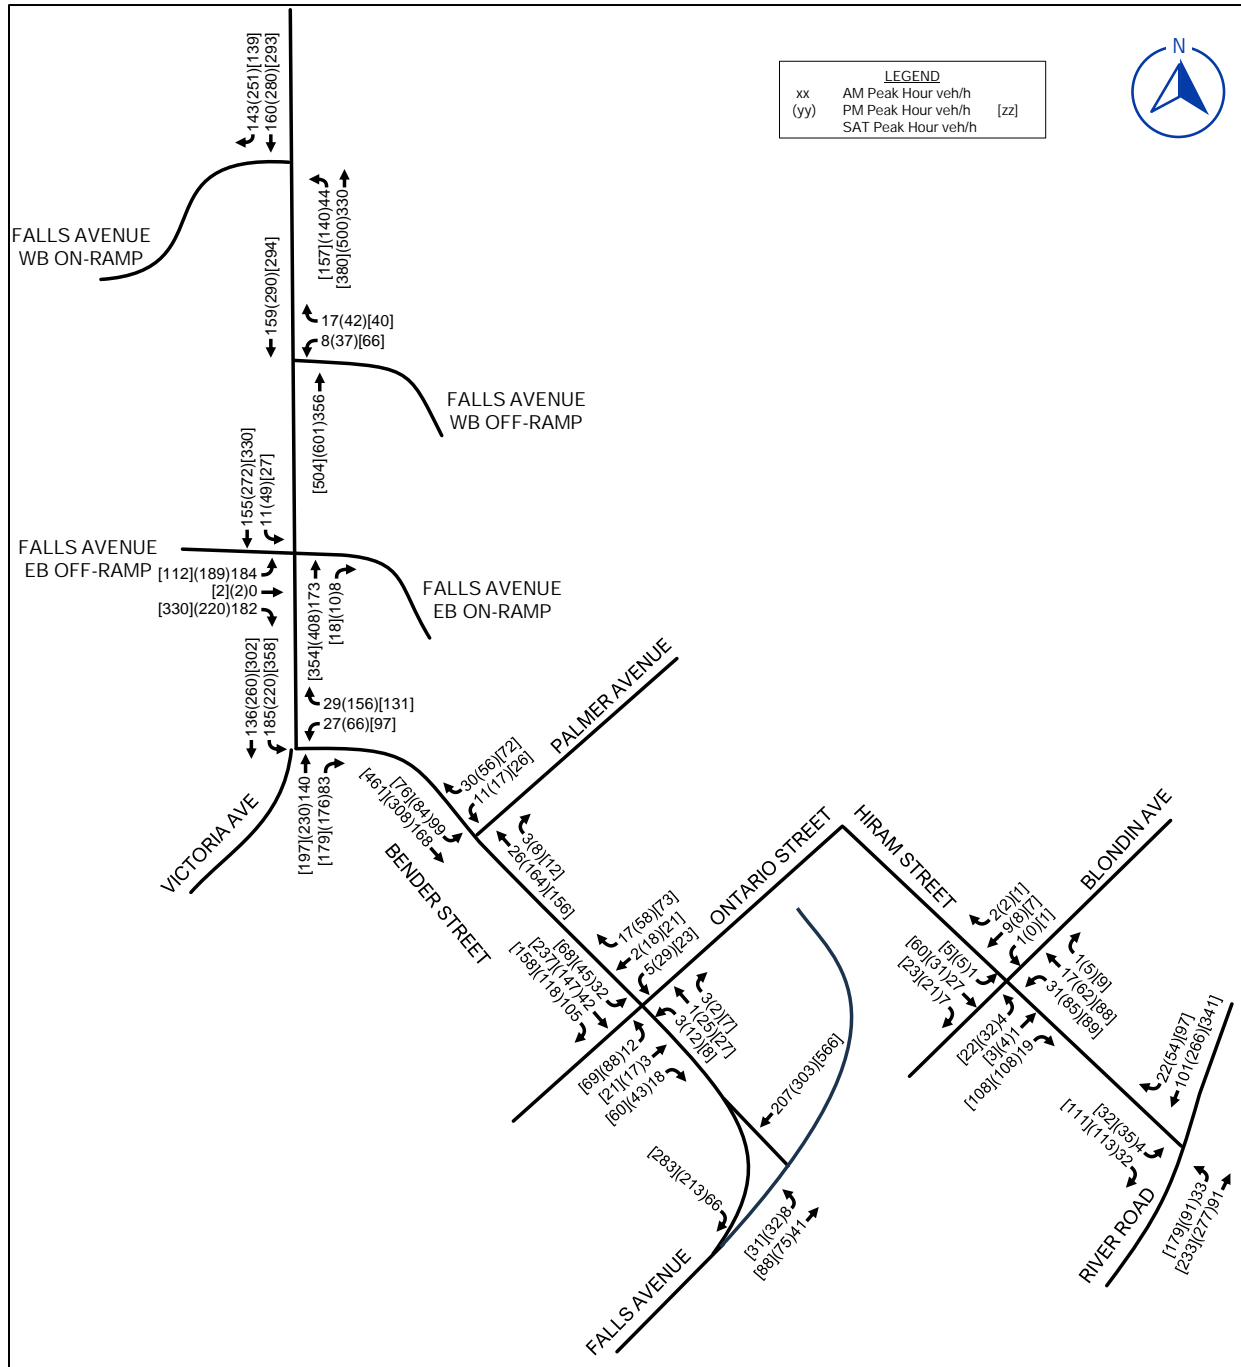 N
LEGEND
xx AM Peak Hour veh/h
(yy) PM Peak Hour veh/h [zz]
SAT Peak Hour veh/h
143(251)[139]
160(280)[293]
FALLS AVENUE
WB ON-RAMP
[157](140)44
[380](500)330
159(290)[294]
17(42)[40]
8(37)[66]
FALLS AVENUE
WB OFF-RAMP
[504](601)356
155(272)[330]
11(49)[27]
FALLS AVENUE
EB OFF-RAMP
[112](189)184
[2](2)0
[330](220)182
[354](408)173
[18](10)8
FALLS AVENUE
EB ON-RAMP
136(260)[302]
185(220)[358]
29(156)[131]
27(66)[97]
VICTORIA AVE
[197](230)140
[179](176)83
PALMER AVENUE
30(56)[72]
11(17)[26]
[76](84)99
[461](308)168
BENDER STREET
3(8)[12]
26(164)[156]
ONTARIO STREET
17(58)[73]
2(18)[21]
5(29)[23]
[68](45)32
[237](147)42
[158](118)105
3(2)[7]
1(25)[27]
3(12)[8]
[69](88)12
[21](17)3
[60](43)18
207(303)[566]
[283](213)66
[31](32)8
[88](75)41
FALLS AVENUE
HIRAM STREET
BLONDIN AVE
2(2)[1]
9(8)[7]
1(0)[1]
[5](5)1
[60](31)27
[23](21)7
1(5)[9]
17(62)[88]
31(85)[89]
[22](32)4
[3](4)1
[108](108)19
22(54)[97]
101(266)[341]
[32](35)4
[111](113)32
RIVER ROAD
[179](91)33
[233](277)91